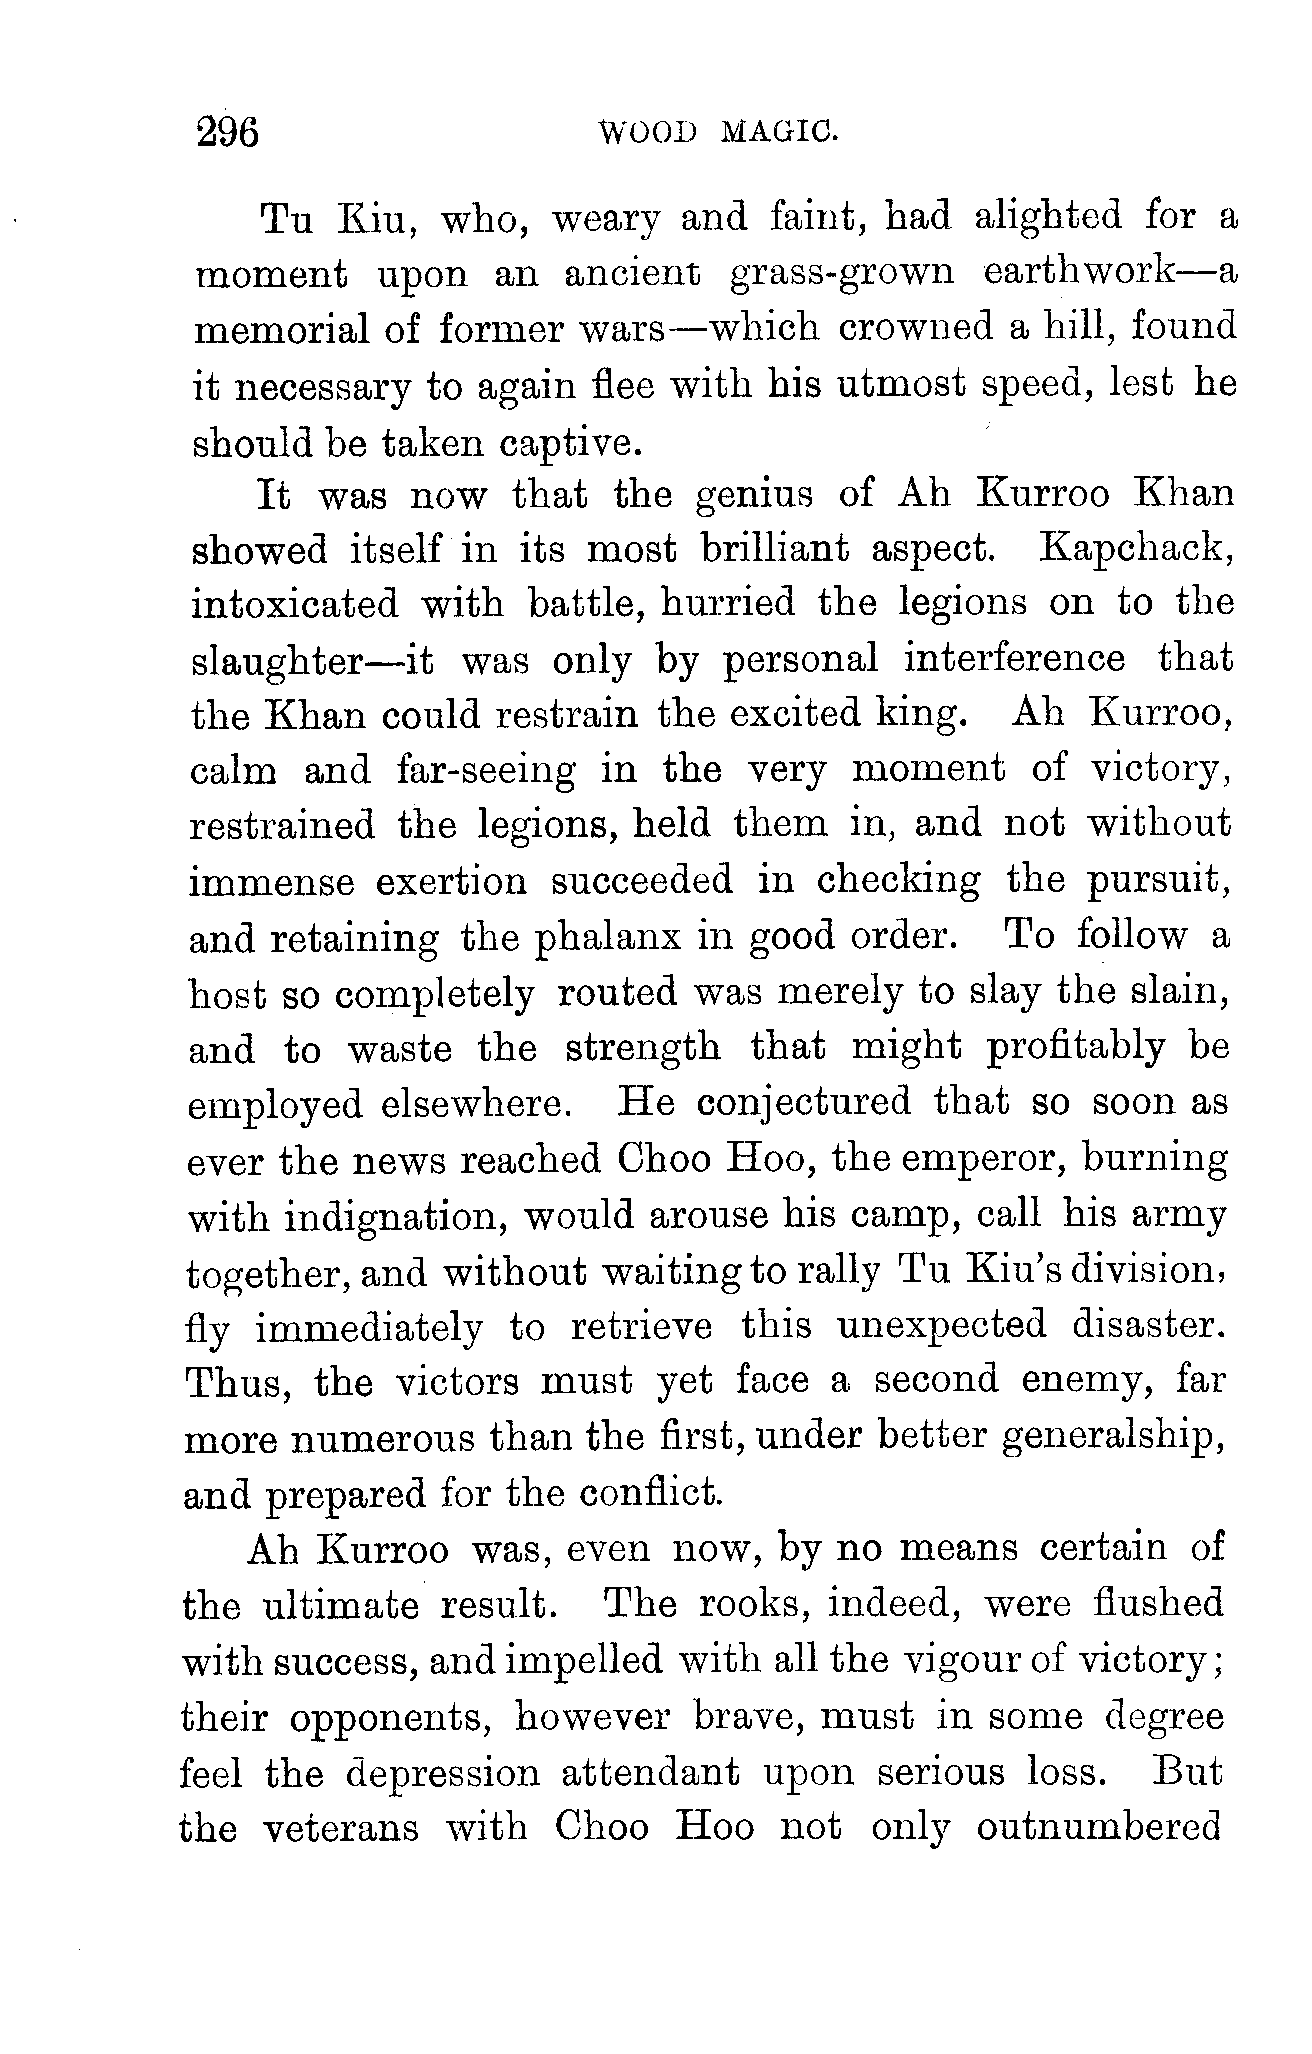 296 WOOD MAGIC.
Tu Kiu, who, weary and faint, had alighted for a
moment upon an ancient grass-grown earthwork—a
memorial of former wars—which crowned a hill, found
it necessary to again flee with his utmost speed, lest he
should be taken captive.
It was now that the genius of Ah Kurroo Khan
showed itself in its most brilliant aspect. Kapchack,
intoxicated with battle, hurried the legions on to the
slaughter—it was only by personal interference that
the Khan could restrain the excited king. Ah Kurroo,
calm and far-seeing in the very moment of victory,
restrained the legions, held them in, and not without
immense exertion succeeded in checking the pursuit,
and retaining the phalanx in good order. To follow a
host so completely routed was merely to slay the slain,
and to waste the strength that might profitably be
employed elsewhere. He conjectured that so soon as
ever the news reached Choo Hoo, the emperor, burning
with indignation, would arouse his camp, call his army
together, and without waiting to rally Tu Kiu's division,
fly immediately to retrieve this unexpected disaster.
Thus, the victors must yet face a second enemy, far
more numerous than the first, under better generalship,
and prepared for the conflict.
Ah Kurroo was, even now, by no means certain of
the ultimate result. The rooks, indeed, were flushed
with success, and impelled with all the vigour of victory;
their opponents, however brave, must in some degree
feel the depression attendant upon serious loss. But
the veterans with Choo Hoo not only outnumbered